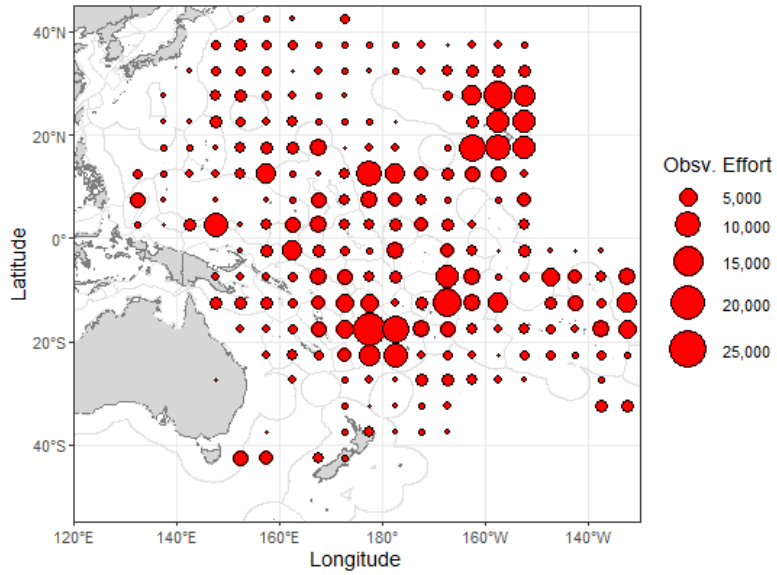 40°N
20°N
0°
20°S
40°S
Latitude
120°E
140°E
160°E
180°
160°W
140°W
Longitude
Obsv. Effort
5,000
10,000
15,000
20,000
25,000